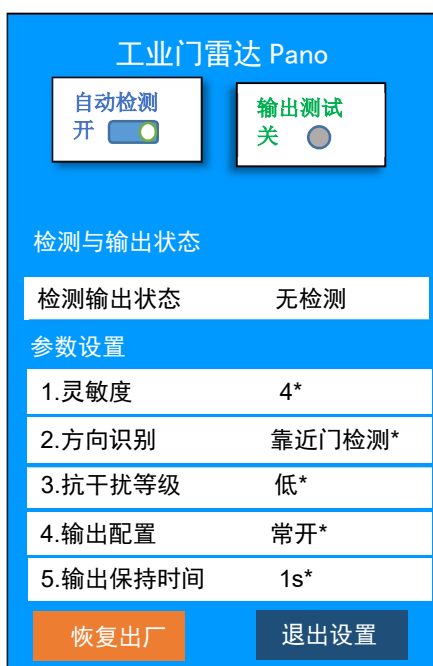 工业门雷达 Pano
自动检测 输出测试
开 关
检测与输出状态
检测输出状态 无检测
参数设置
1.灵敏度 4*
2.方向识别 靠近门检测*
3.抗干扰等级 低*
4.输出配置 常开*
5.输出保持时间 1s*
恢复出厂 退出设置